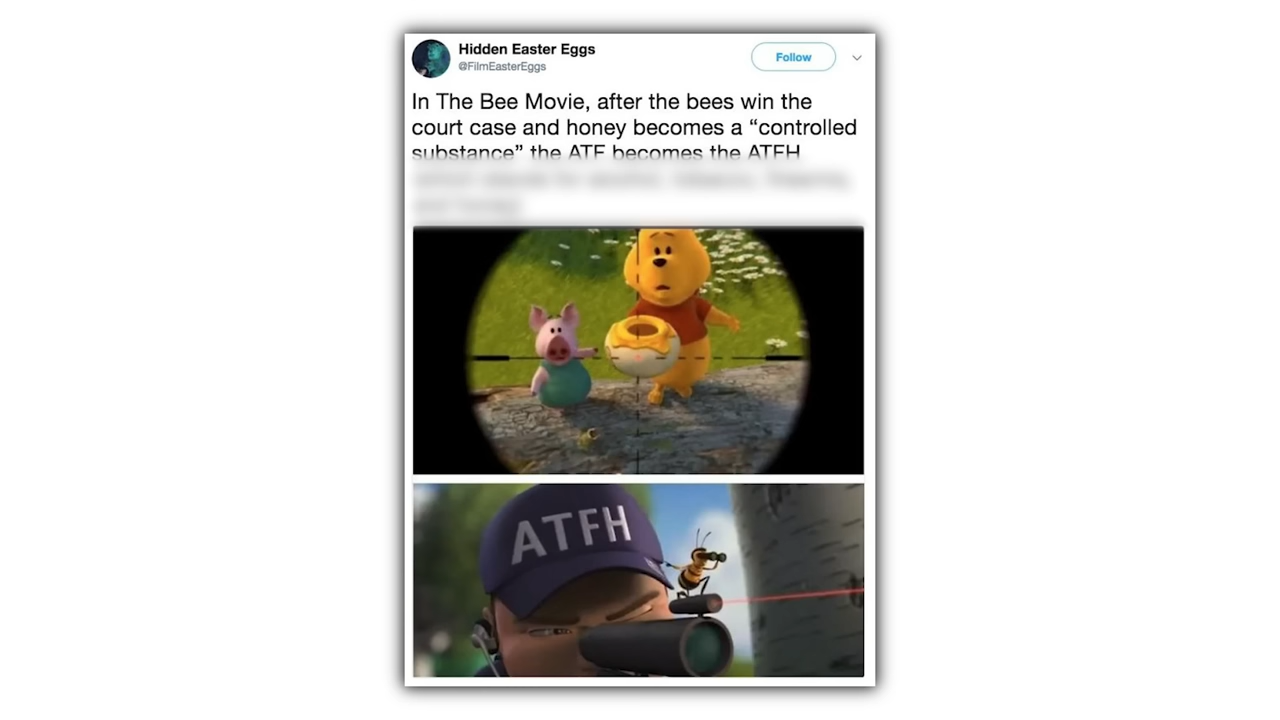 Hidden Easter Eggs
@FilmEasterEggs
Follow
In The Bee Movie, after the bees win the
court case and honey becomes a “controlled
substance” the ATF becomes the ATFH
ATFH